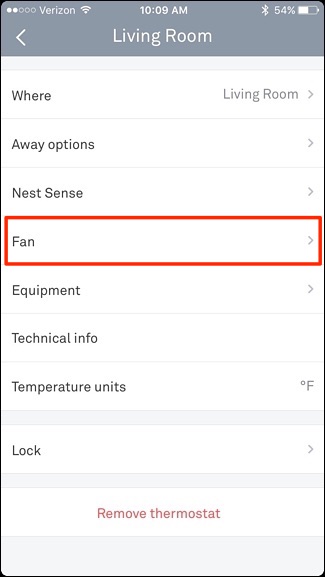 Verizon 10:09 AM 54%
Living Room
Where Living Room
Away options
Nest Sense
Fan
Equipment
Technical info
Temperature units °F
Lock
Remove thermostat